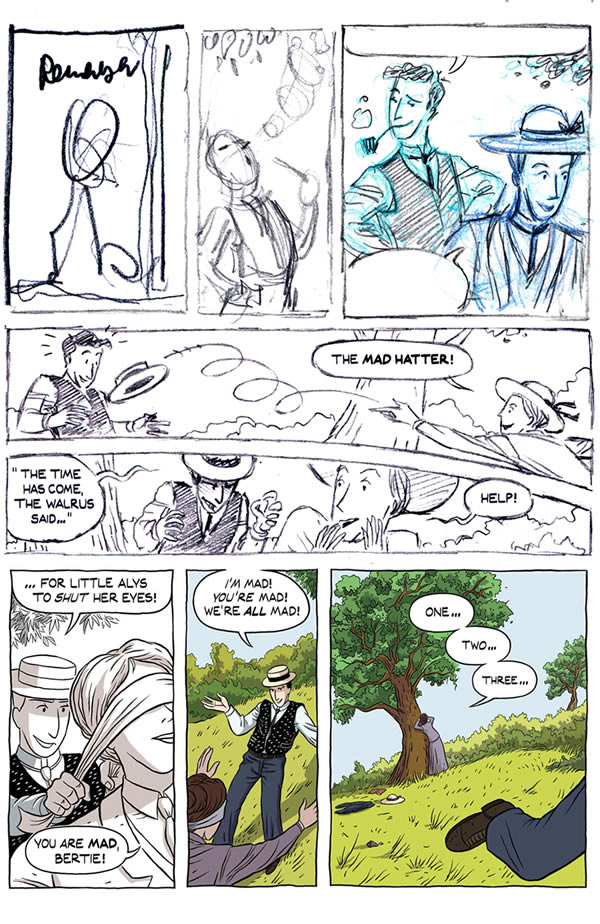 THE MAD HATTER!
"THE TIME
HAS COME,
THE WALRUS
SAID..."
HELP!
... FOR LITTLE ALYS
TO SHUT HER EYES!
YOU ARE MAD,
BERTIE!
I'M MAD!
YOU'RE MAD!
WE'RE ALL MAD!
ONE...
TWO...
THREE...